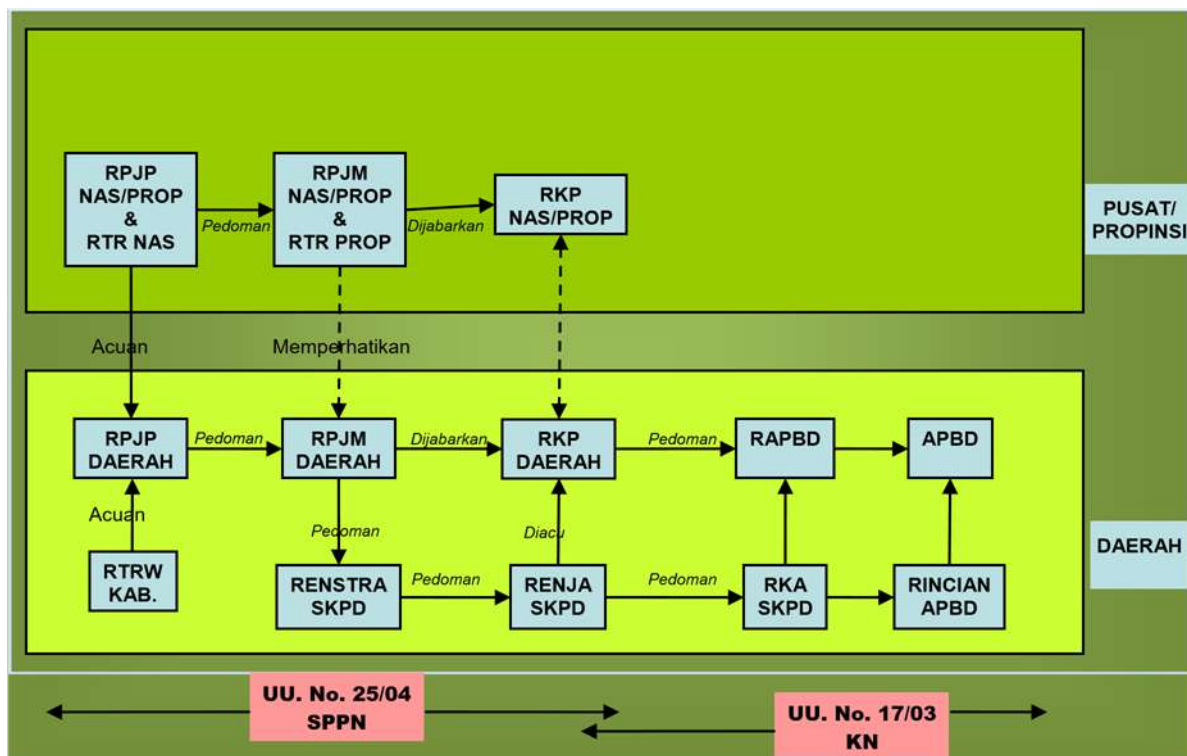 RPJP
NAS/PROP
&
RTR NAS
Pedoman
RPJM
NAS/PROP
&
RTR PROP
Dijabarkan
RKP
NAS/PROP
PUSAT/
PROPINSI
Acuan
Memperhatikan
RPJP
DAERAH
Pedoman
RPJM
DAERAH
Dijabarkan
RKP
DAERAH
Pedoman
RAPBD
APBD
Acuan
Pedoman
Diacu
DAERAH
RTRW
KAB.
RENSTRA
SKPD
Pedoman
RENJA
SKPD
Pedoman
RKA
SKPD
RINCIAN
APBD
UU. No. 25/04
SPPN
UU. No. 17/03
KN